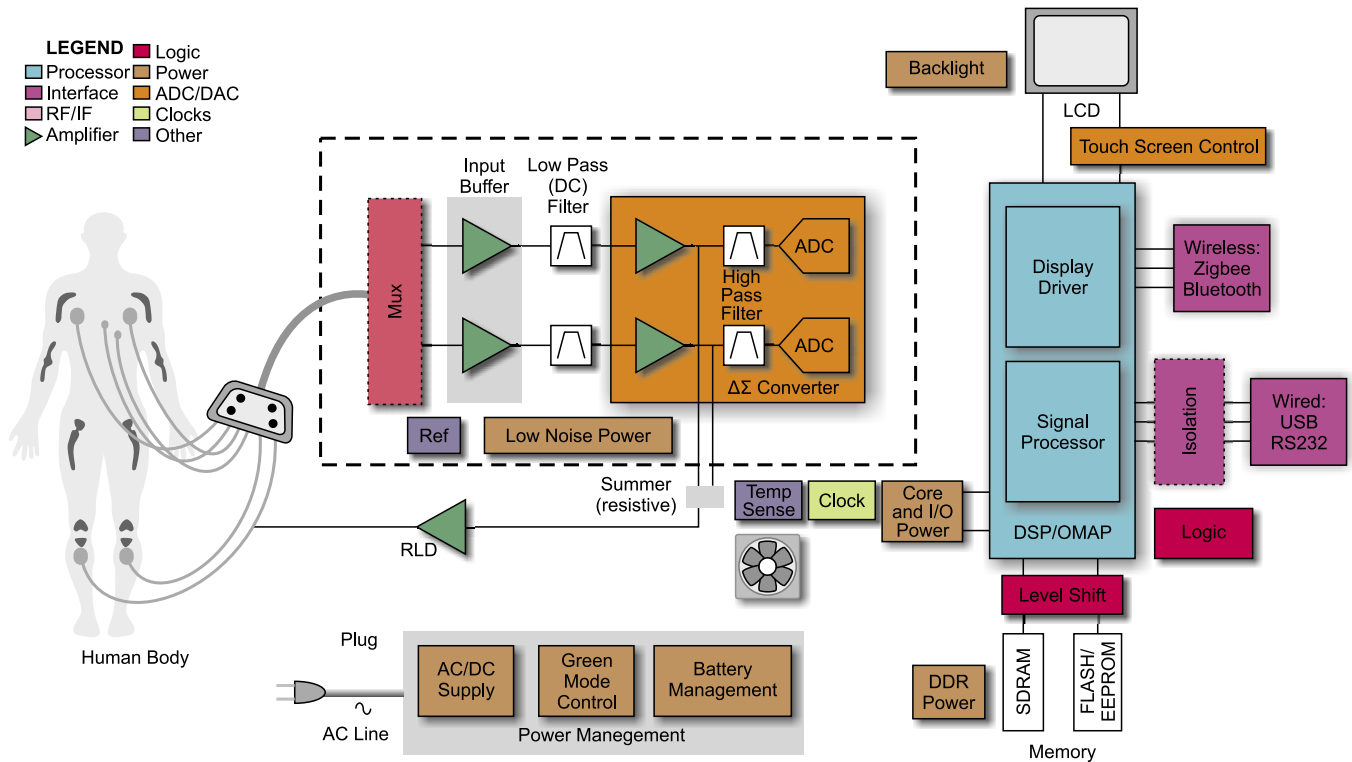 LEGEND
Logic
Processor
Power
Interface
ADC/DAC
RF/IF
Clocks
Amplifier
Other
Human Body
Mux
Input
Buffer
Low Pass
(DC)
Filter
ADC
High
Pass
Filter
ADC
ΔΣ Converter
Ref
Low Noise Power
Summer
(resistive)
RLD
Temp
Sense
Clock
Core
and I/O
Power
Backlight
LCD
Touch Screen Control
Display
Driver
Wireless:
Zigbee
Bluetooth
Signal
Processor
Isolation
Wired:
USB
RS232
DSP/OMAP
Logic
Level Shift
SDRAM
FLASH/
EEPROM
DDR
Power
Memory
Plug
AC Line
AC/DC
Supply
Green
Mode
Control
Battery
Management
Power Manegement